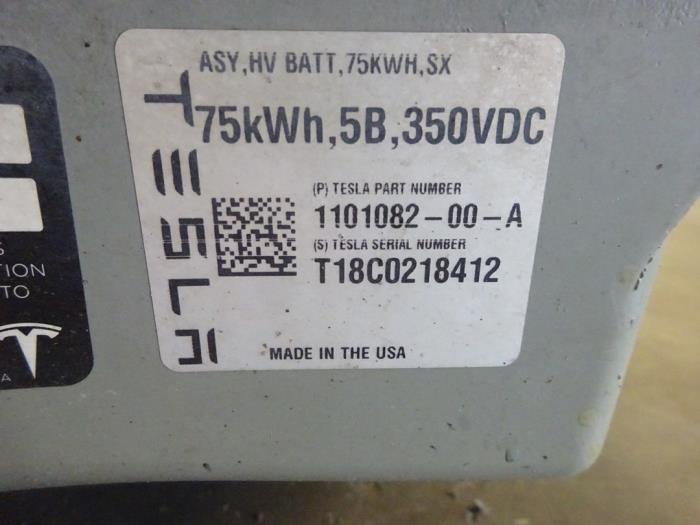 ASY,HV BATT,75KWH,SX
75kWh,5B,350VDC
(P) TESLA PART NUMBER
1101082-00-A
(S) TESLA SERIAL NUMBER
T18C0218412
MADE IN THE USA
TESLA
S
TION
TO
A